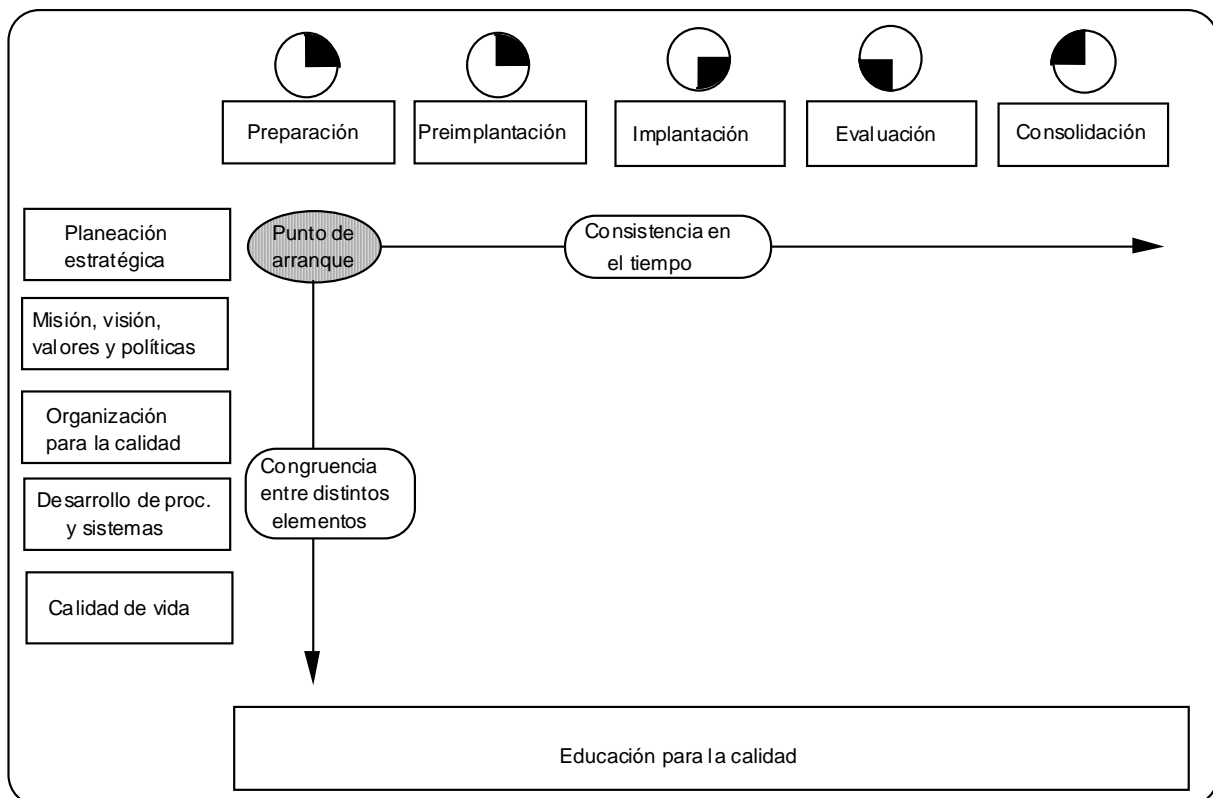 Preparación
Preimplantación
Implantación
Evaluación
Consolidación
Planeación
estratégica
Punto de
arranque
Consistencia en
el tiempo
Misión, visión,
valores y políticas
Organización
para la calidad
Congruencia
entre distintos
elementos
Desarrollo de proc.
y sistemas
Calidad de vida
Educación para la calidad